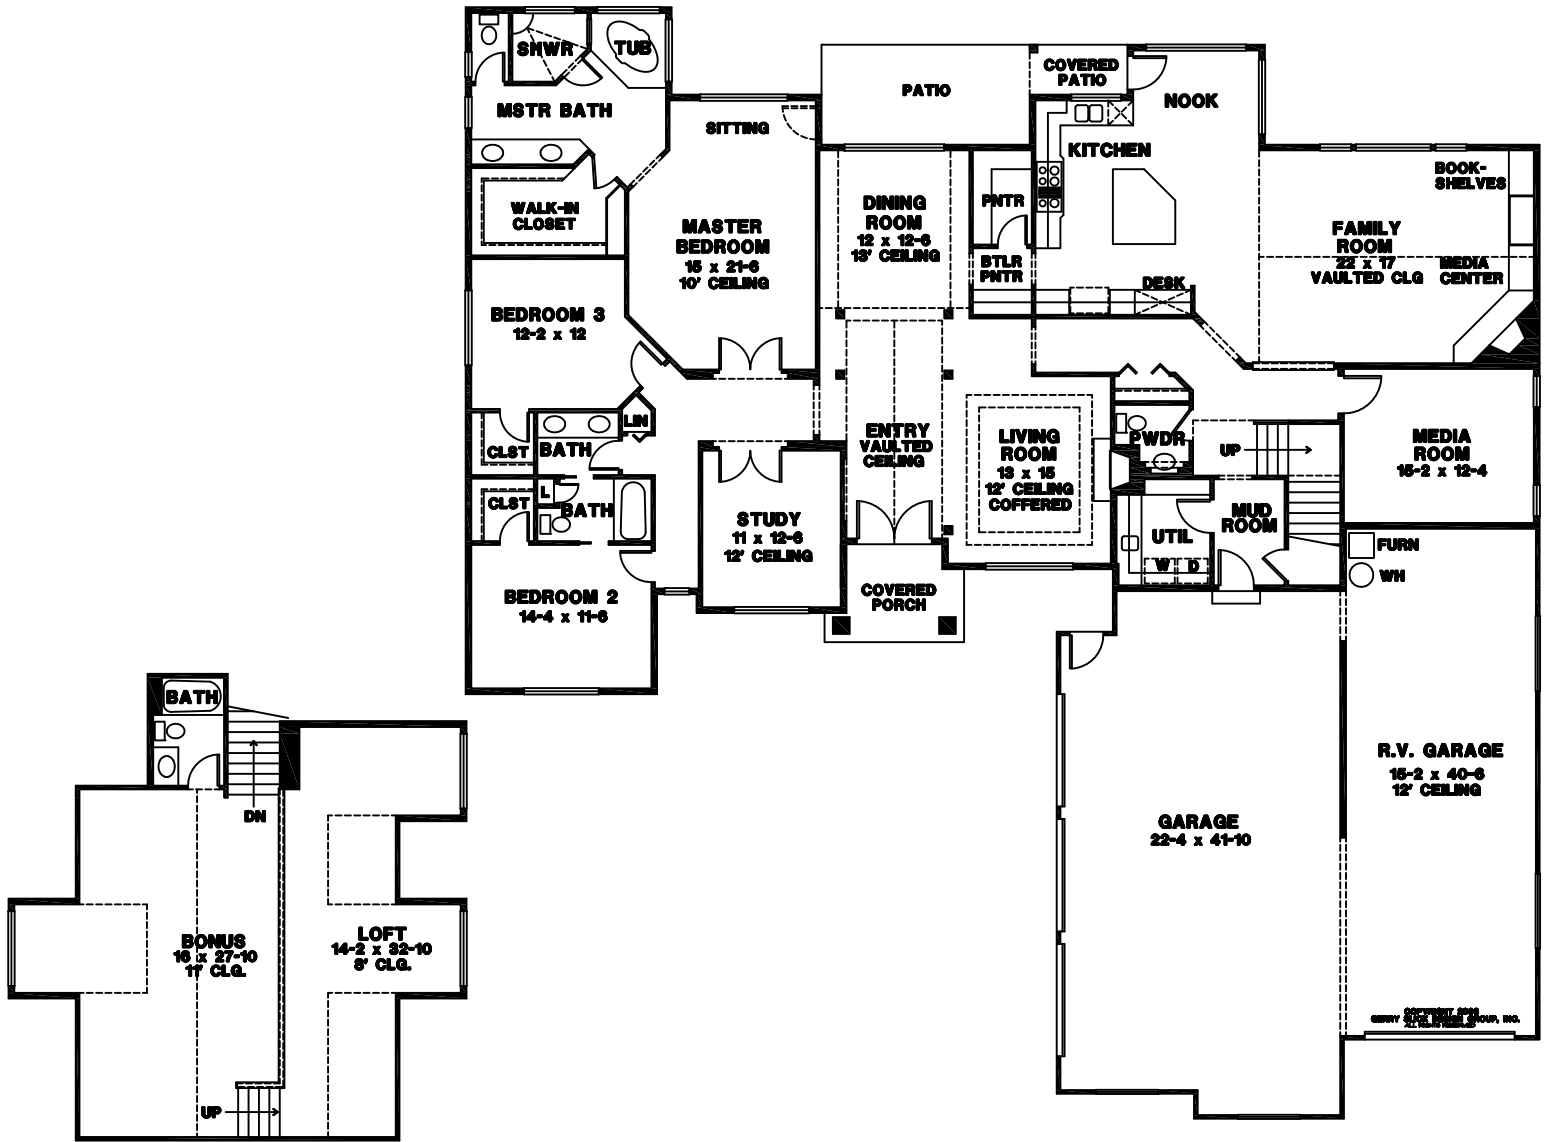 SHWR
TUB
MSTR BATH
WALK-IN
CLOSET
SITTING
MASTER
BEDROOM
15 x 21-6
10' CEILING
PATIO
COVERED
PATIO
NOOK
KITCHEN
PNTR
BTLR
PNTR
DESK
DINING
ROOM
12 x 12-6
13' CEILING
BOOK-
SHELVES
FAMILY
ROOM
22 x 17
VAULTED CLG
MEDIA
CENTER
BEDROOM 3
12-2 x 12
LIN
CLST
BATH
CLST
L
BATH
BEDROOM 2
14-4 x 11-6
STUDY
11 x 12-6
12' CEILING
ENTRY
VAULTED
CEILING
LIVING
ROOM
13 x 15
12' CEILING
COFFERED
COVERED
PORCH
PWDR
UP
MEDIA
ROOM
15-2 x 12-4
UTIL
W
D
MUD
ROOM
FURN
WH
GARAGE
22-4 x 41-10
R.V. GARAGE
15-2 x 40-6
12' CEILING
GROUP, INC.
ALL RIGHTS RESERVED
BATH
DN
BONUS
16 x 27-10
11' CLG.
LOFT
14-2 x 32-10
8' CLG.
UP